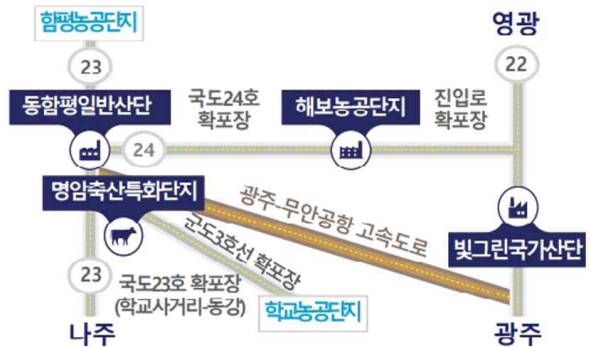 함평농공단지
영광
23
22
동함평일반산단
국도24호
확포장
해보농공단지
진입로
확포장
24
명암축산특화단지
광주-무안공항 고속도로
군도3호선 확포장
빛그린국가산단
23
국도23호 확포장
(학교사거리-동강)
학교농공단지
나주
광주